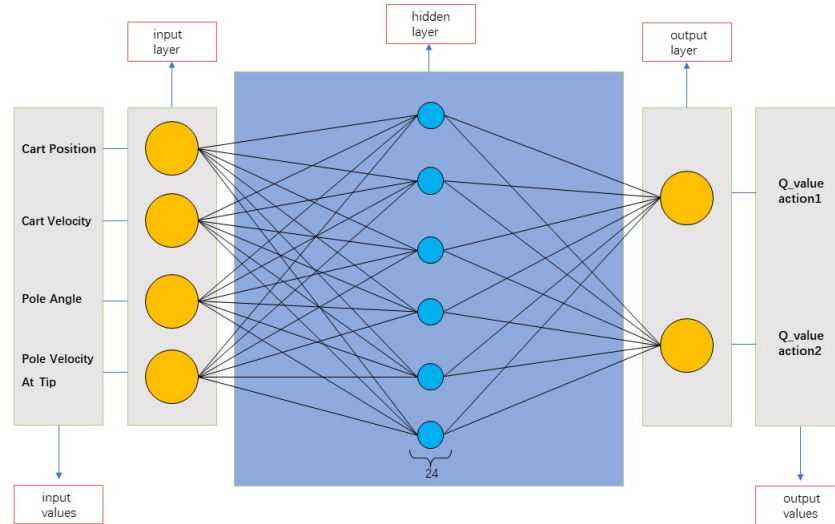 input
layer
hidden
layer
output
layer
Cart Position
Cart Velocity
Pole Angle
Pole Velocity
At Tip
Q_value
action1
Q_value
action2
24
input
values
output
values